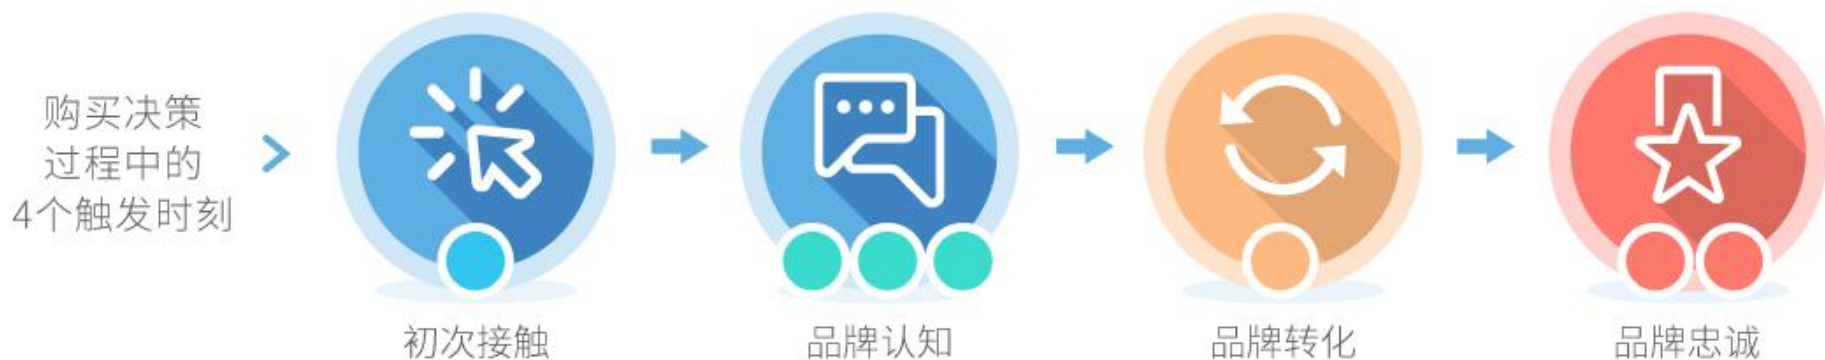 购买决策
过程中的
4个触发时刻
初次接触
品牌认知
品牌转化
品牌忠诚